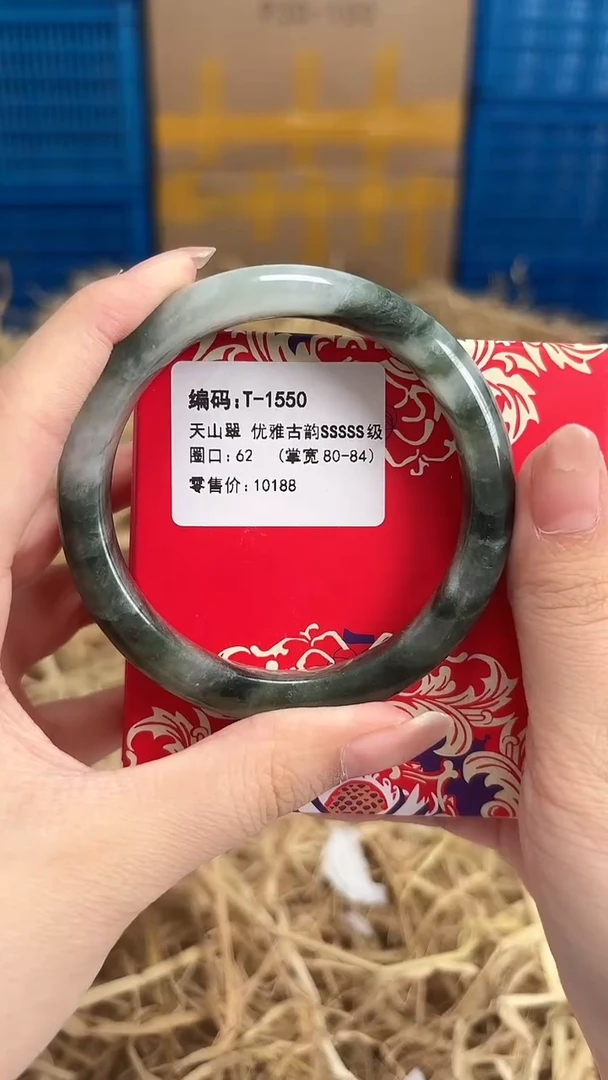 编码:T-1550
天山翠 优雅古韵SSSSS级
圈口:62 (掌宽80-84)
零售价:10188